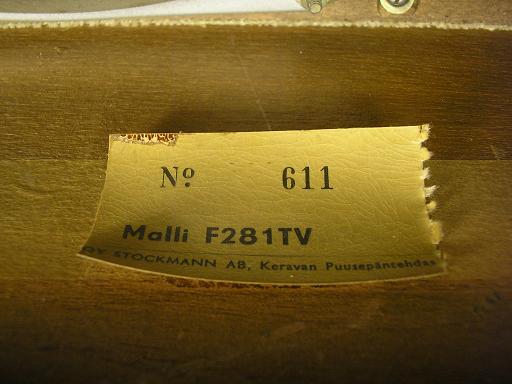 Nº 611
Malli F281TV
OY STOCKMANN AB, Keravan Puusepäntehdas